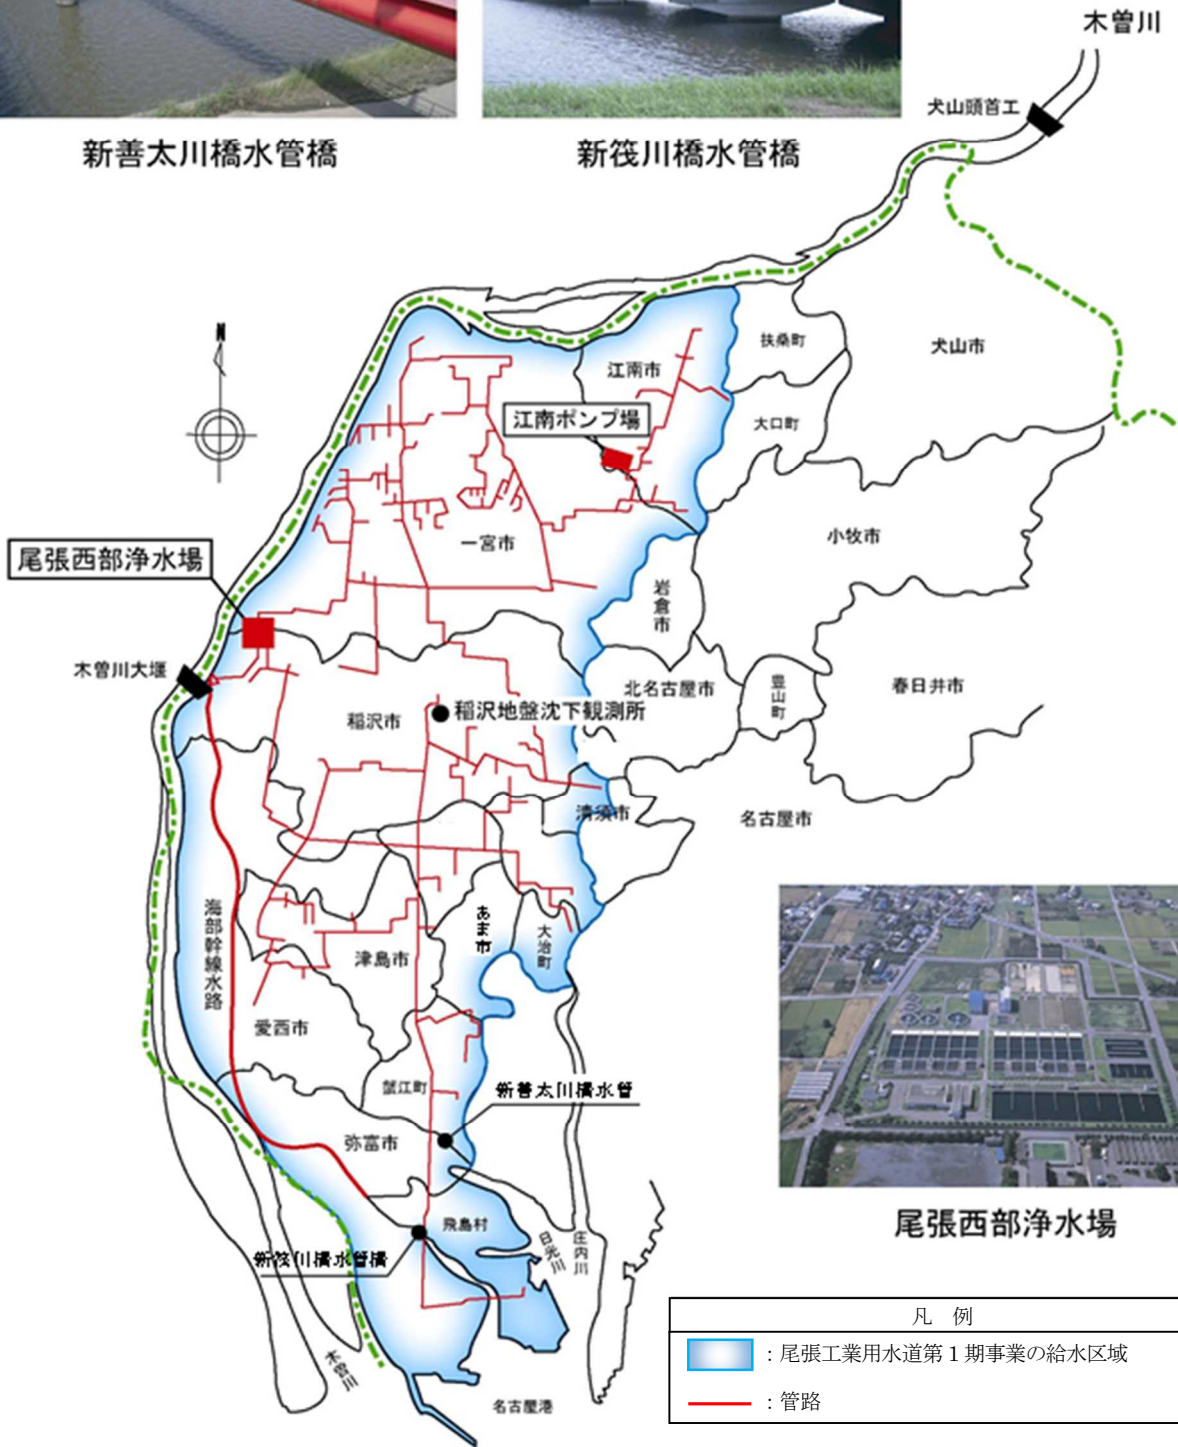 木曽川
犬山頭首工
新善太川橋水管橋
新筏川橋水管橋
N
扶桑町
犬山市
江南市
江南ポンプ場
大口町
小牧市
一宮市
尾張西部浄水場
岩倉市
木曽川大堰
北名古屋市
豊山町
春日井市
稲沢市
稲沢地盤沈下観測所
清須市
名古屋市
海部幹線水路
あま市
大治町
津島市
愛西市
蟹江町
新善太川橋水管
弥富市
尾張西部浄水場
飛島村
日光川
庄内川
新筏川橋水管橋
木曽川
名古屋港
凡 例
：尾張工業用水道第１期事業の給水区域
：管路